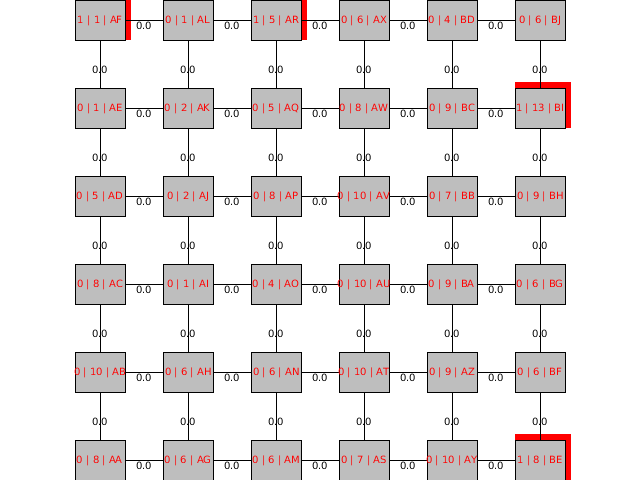 1 | 1 | AF 0.0 0 | 1 | AL 0.0 1 | 5 | AR 0.0 0 | 6 | AX 0.0 0 | 4 | BD 0.0 0 | 6 | BJ
0.0 0.0 0.0 0.0 0.0 0.0
0 | 1 | AE 0.0 0 | 2 | AK 0.0 0 | 5 | AQ 0.0 0 | 8 | AW 0.0 0 | 9 | BC 0.0 1 | 13 | BI
0.0 0.0 0.0 0.0 0.0 0.0
0 | 5 | AD 0.0 0 | 2 | AJ 0.0 0 | 8 | AP 0.0 0 | 10 | AV 0.0 0 | 7 | BB 0.0 0 | 9 | BH
0.0 0.0 0.0 0.0 0.0 0.0
0 | 8 | AC 0.0 0 | 1 | AI 0.0 0 | 4 | AO 0.0 0 | 10 | AU 0.0 0 | 9 | BA 0.0 0 | 6 | BG
0.0 0.0 0.0 0.0 0.0 0.0
0 | 10 | AB 0.0 0 | 6 | AH 0.0 0 | 6 | AN 0.0 0 | 10 | AT 0.0 0 | 9 | AZ 0.0 0 | 6 | BF
0.0 0.0 0.0 0.0 0.0 0.0
0 | 8 | AA 0.0 0 | 6 | AG 0.0 0 | 6 | AM 0.0 0 | 7 | AS 0.0 0 | 10 | AY 0.0 1 | 8 | BE